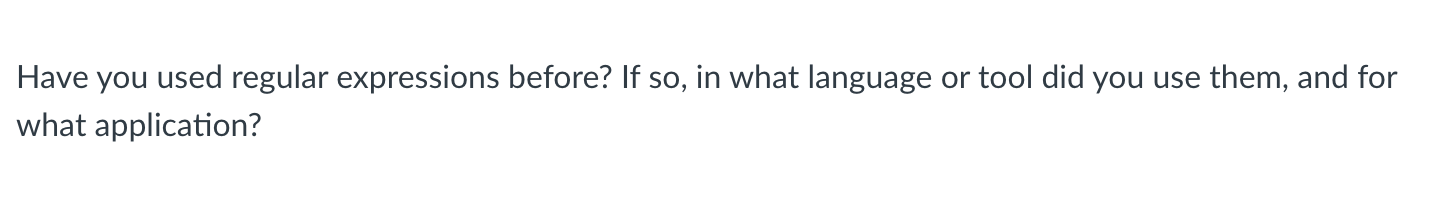 Have you used regular expressions before? If so, in what language or tool did you use them, and for
what application?